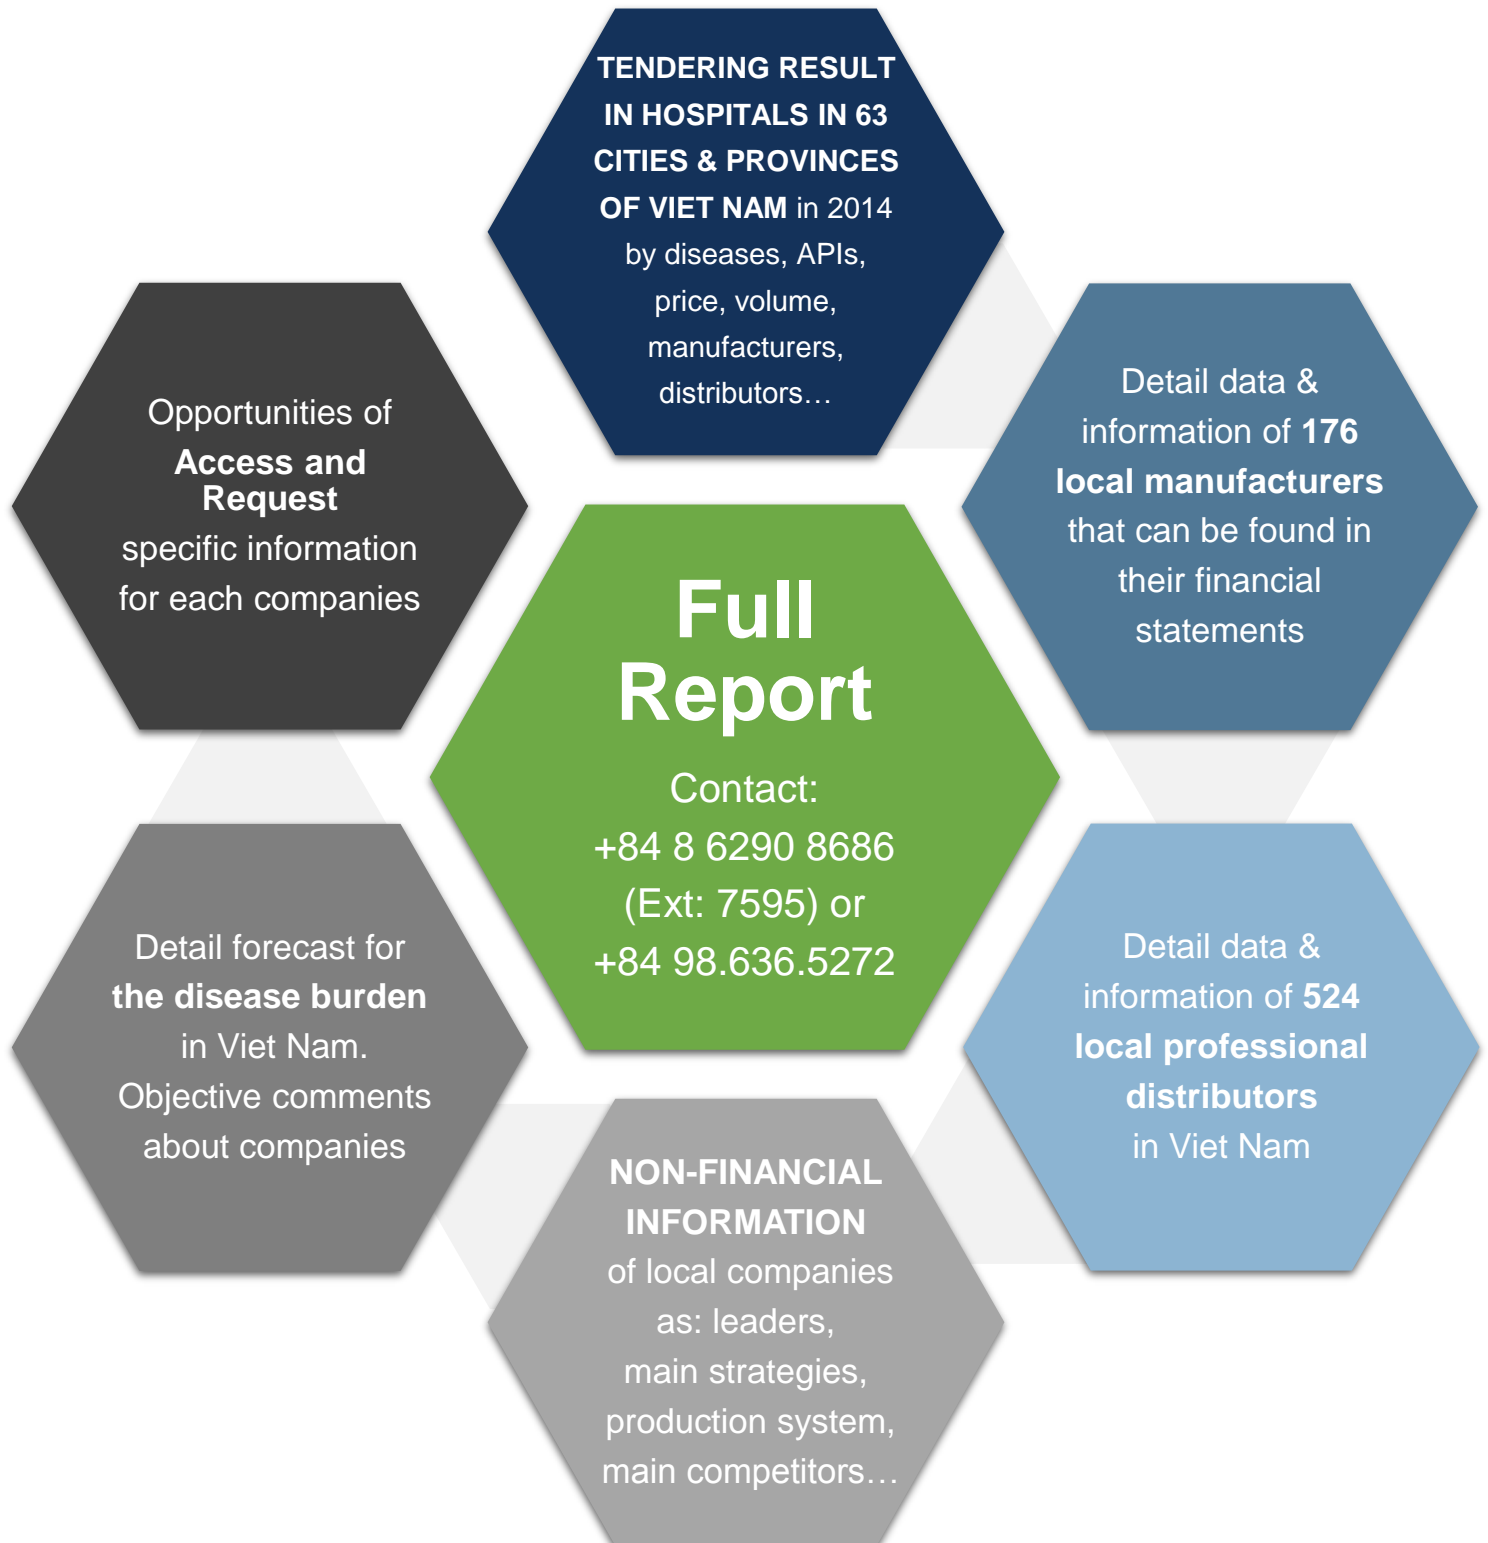 TENDERING RESULT
IN HOSPITALS IN 63
CITIES & PROVINCES
OF VIET NAM in 2014
by diseases, APIs,
price, volume,
manufacturers,
distributors…
Opportunities of
Access and
Request
specific information
for each companies
Detail data &
information of 176
local manufacturers
that can be found in
their financial
statements
Full
Report
Contact:
+84 8 6290 8686
(Ext: 7595) or
+84 98.636.5272
Detail forecast for
the disease burden
in Viet Nam.
Objective comments
about companies
Detail data &
information of 524
local professional
distributors
in Viet Nam
NON-FINANCIAL
INFORMATION
of local companies
as: leaders,
main strategies,
production system,
main competitors…